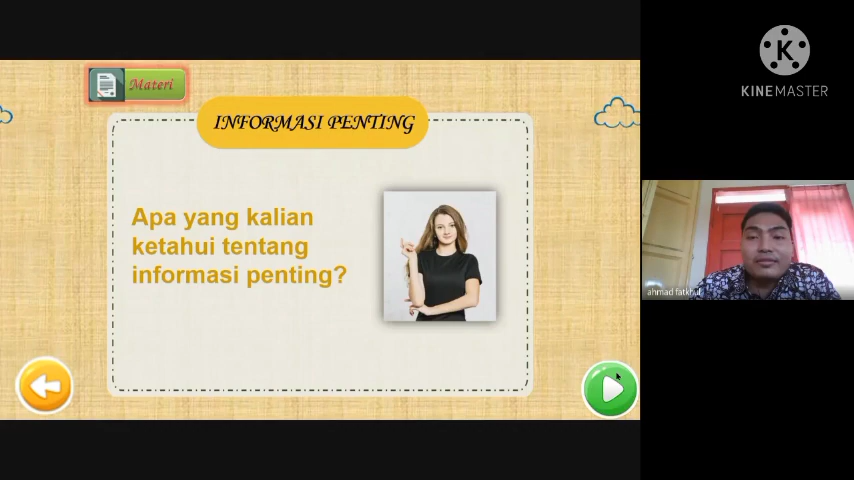 Materi
INFORMASI PENTING
Apa yang kalian
ketahui tentang
informasi penting?
KINEMASTER
ahmad fatkhul